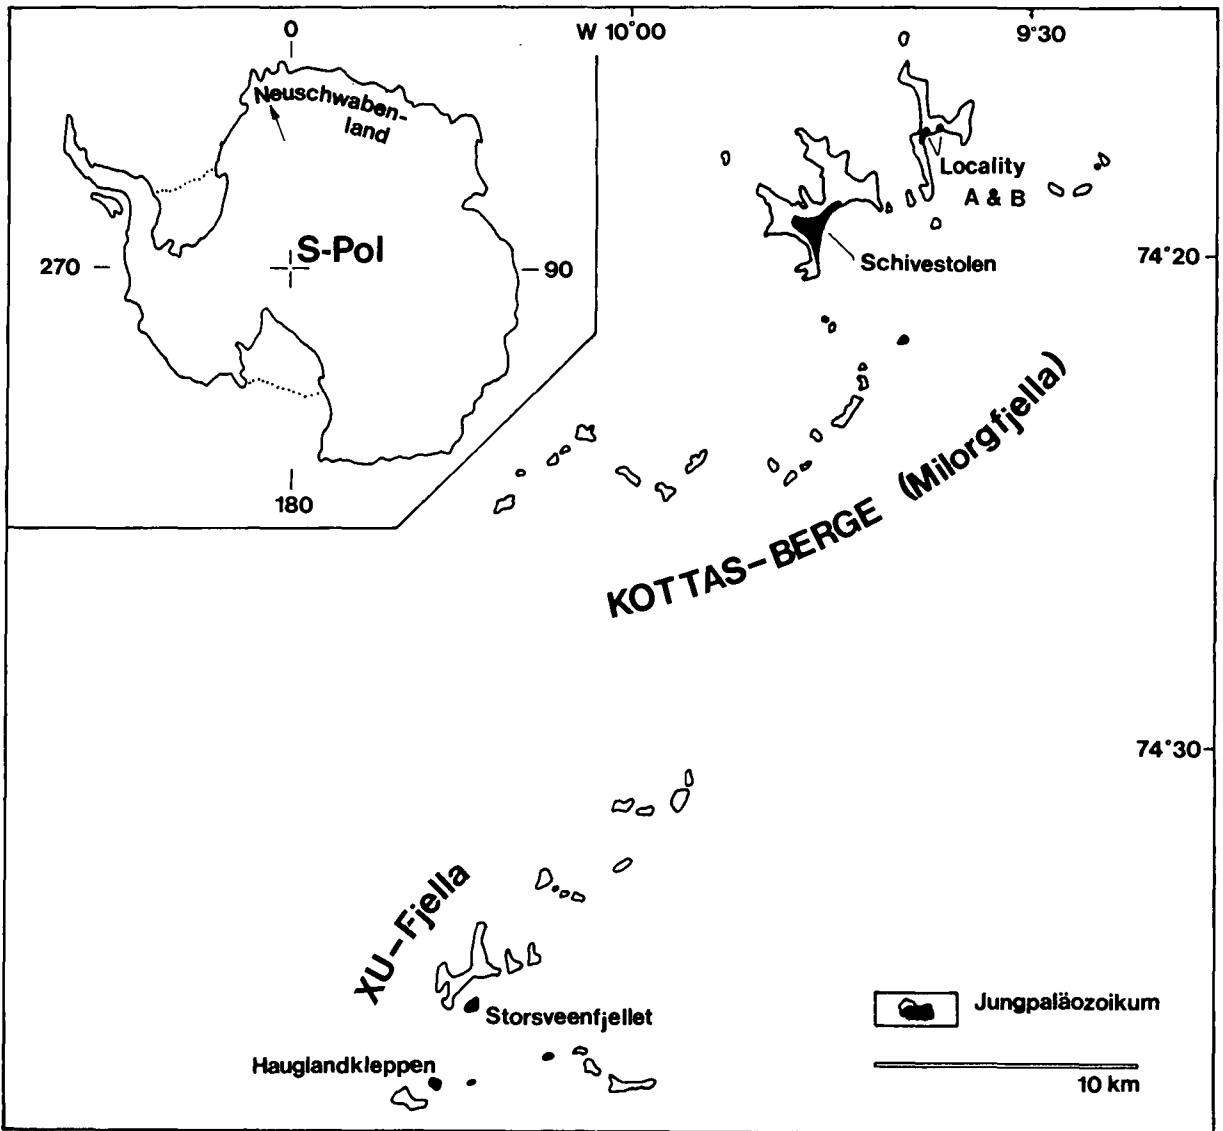 0
W 10°00
9°30
Neuschwaben-
land
Locality
A & B
S-Pol
270
90
Schivestolen
74°20
180
KOTTAS-BERGE (Milorgfjella)
74°30
XU-Fjella
Storsveenfjellet
Jungpaläozoikum
Hauglandkleppen
10 km